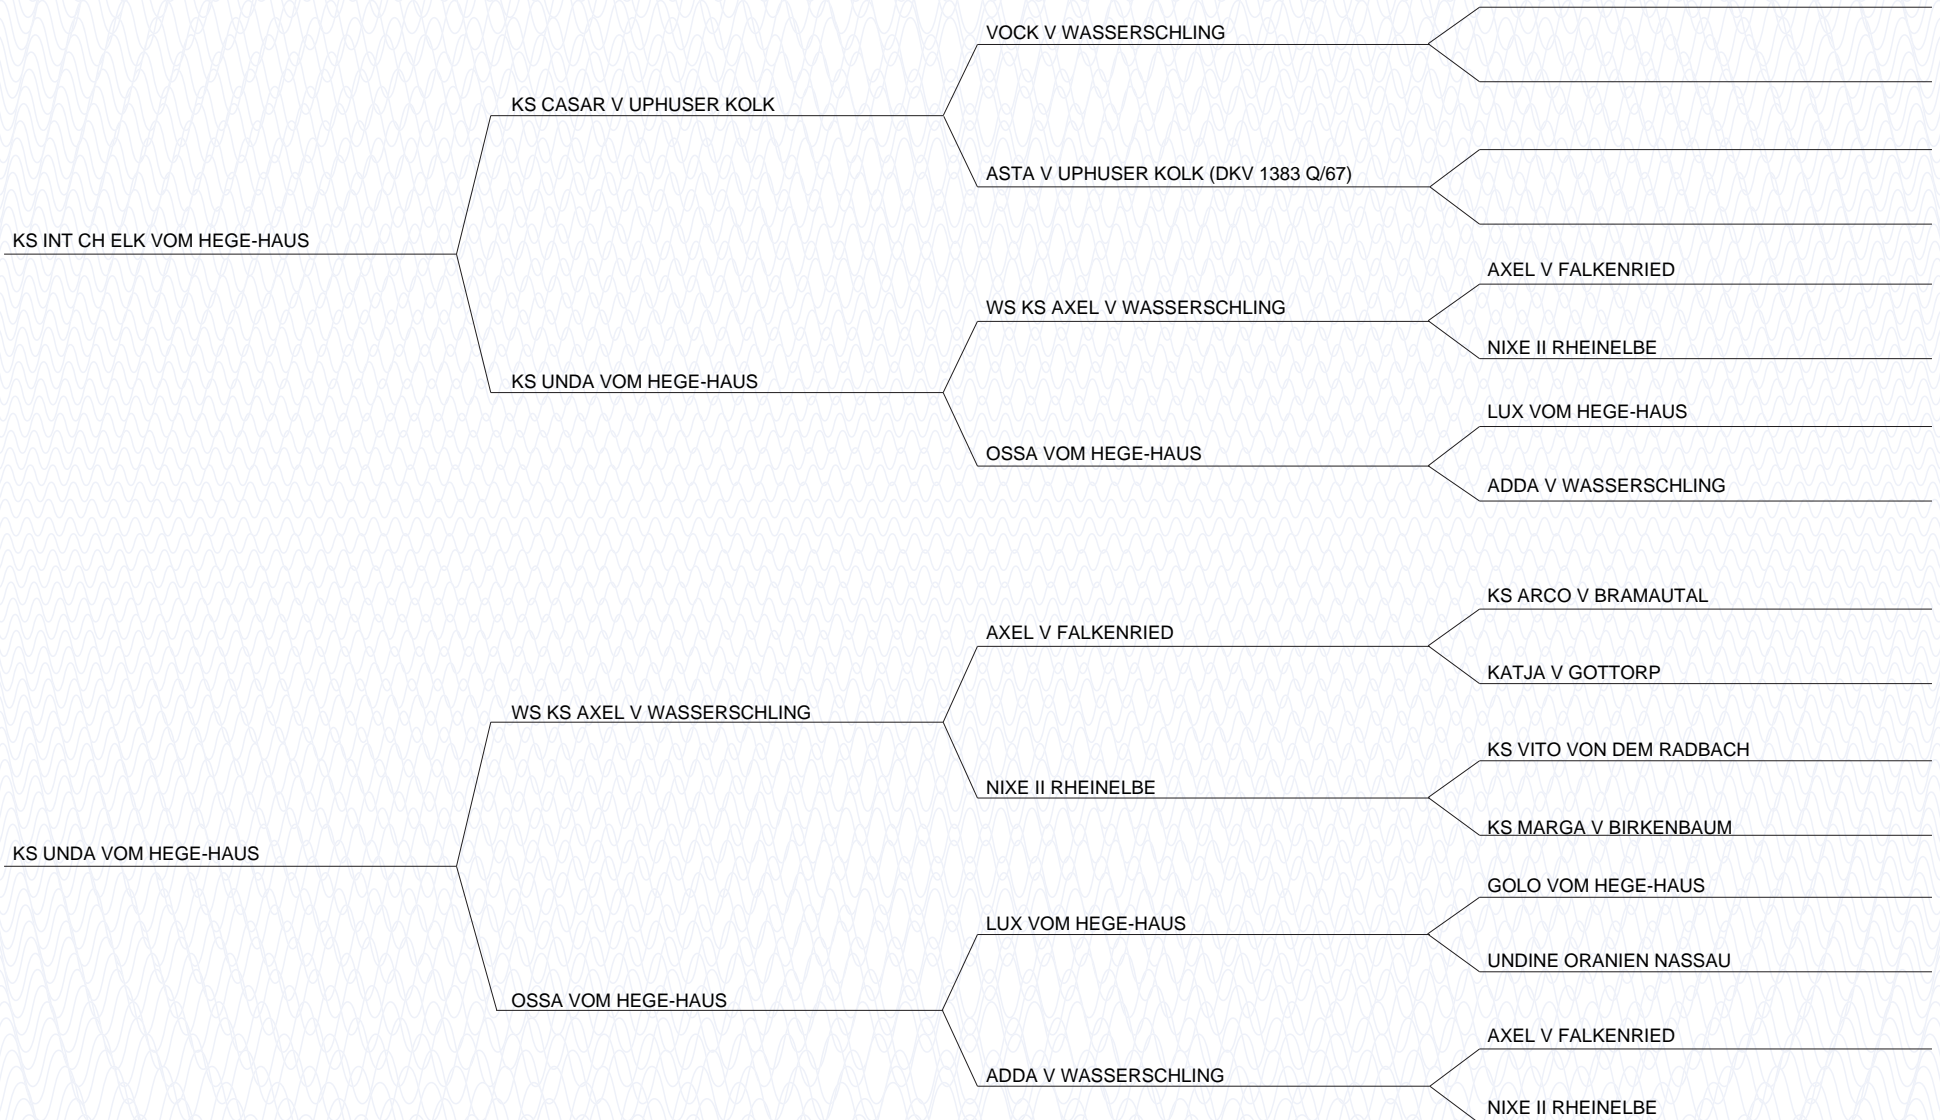 VOCK V WASSERSCHLING
KS CASAR V UPHUSER KOLK
ASTA V UPHUSER KOLK (DKV 1383 Q/67)
KS INT CH ELK VOM HEGE-HAUS
AXEL V FALKENRIED
WS KS AXEL V WASSERSCHLING
NIXE II RHEINELBE
KS UNDA VOM HEGE-HAUS
LUX VOM HEGE-HAUS
OSSA VOM HEGE-HAUS
ADDA V WASSERSCHLING
KS ARCO V BRAMAUTAL
AXEL V FALKENRIED
KATJA V GOTTORP
WS KS AXEL V WASSERSCHLING
KS VITO VON DEM RADBACH
NIXE II RHEINELBE
KS MARGA V BIRKENBAUM
KS UNDA VOM HEGE-HAUS
GOLO VOM HEGE-HAUS
LUX VOM HEGE-HAUS
UNDINE ORANIEN NASSAU
OSSA VOM HEGE-HAUS
AXEL V FALKENRIED
ADDA V WASSERSCHLING
NIXE II RHEINELBE